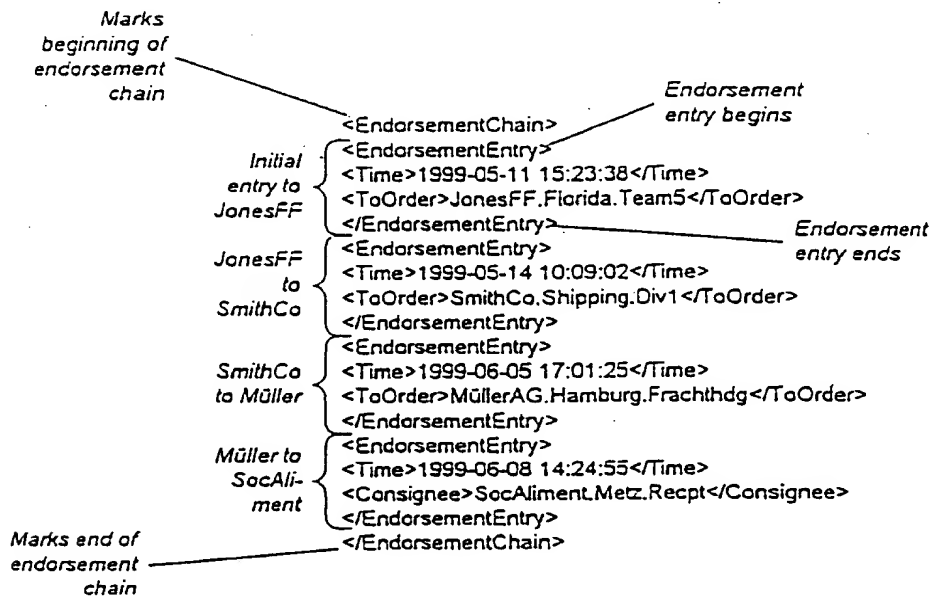 Marks
beginning of
endorsement
chain
Endorsement
entry begins
<EndorsementChain>
Initial
entry to
JonesFF
<EndorsementEntry>
<Time>1999-05-11 15:23:38</Time>
<ToOrder>JonesFF.Florida.Team5</ToOrder>
</EndorsementEntry>
Endorsement
entry ends
JonesFF
to
SmithCo
<EndorsementEntry>
<Time>1999-05-14 10:09:02</Time>
<ToOrder>SmithCo.Shipping.Div1</ToOrder>
</EndorsementEntry>
SmithCo
to Müller
<EndorsementEntry>
<Time>1999-06-05 17:01:25</Time>
<ToOrder>MüllerAG.Hamburg.Frachthdg</ToOrder>
</EndorsementEntry>
Müller to
SocAli-
ment
<EndorsementEntry>
<Time>1999-06-08 14:24:55</Time>
<Consignee>SocAliment.Metz.Recpt</Consignee>
</EndorsementEntry>
</EndorsementChain>
Marks end of
endorsement
chain